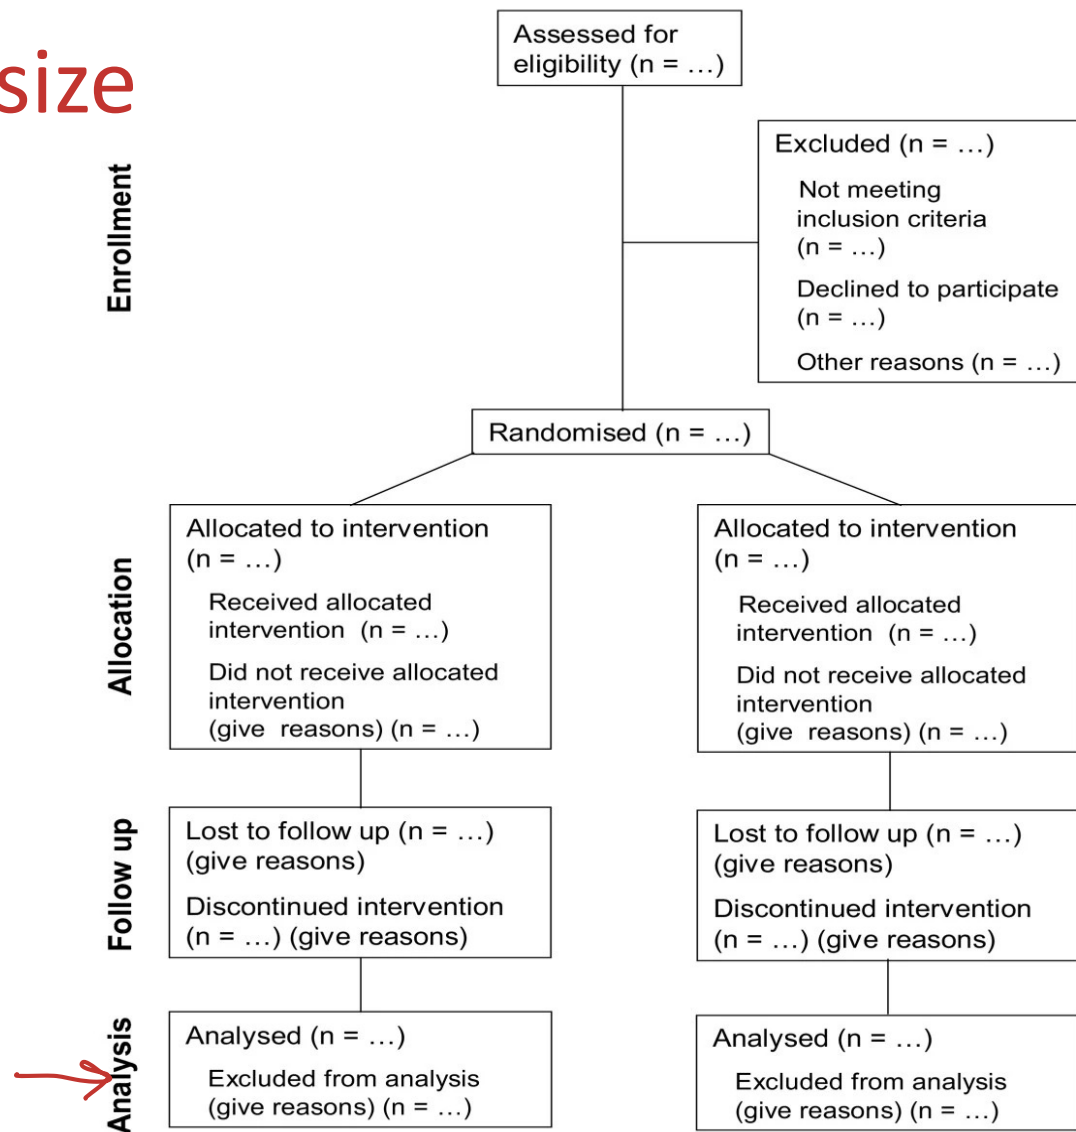 size
Assessed for
eligibility (n = …)
Enrollment
Excluded (n = …)
Not meeting
inclusion criteria
(n = …)
Declined to participate
(n = …)
Other reasons (n = …)
Randomised (n = …)
Allocation
Allocated to intervention
(n = …)
Received allocated
intervention (n = …)
Did not receive allocated
intervention
(give reasons) (n = …)
Allocated to intervention
(n = …)
Received allocated
intervention (n = …)
Did not receive allocated
intervention
(give reasons) (n = …)
Follow up
Lost to follow up (n = …)
(give reasons)
Discontinued intervention
(n = …) (give reasons)
Lost to follow up (n = …)
(give reasons)
Discontinued intervention
(n = …) (give reasons)
Analysis
Analysed (n = …)
Excluded from analysis
(give reasons) (n = …)
Analysed (n = …)
Excluded from analysis
(give reasons) (n = …)